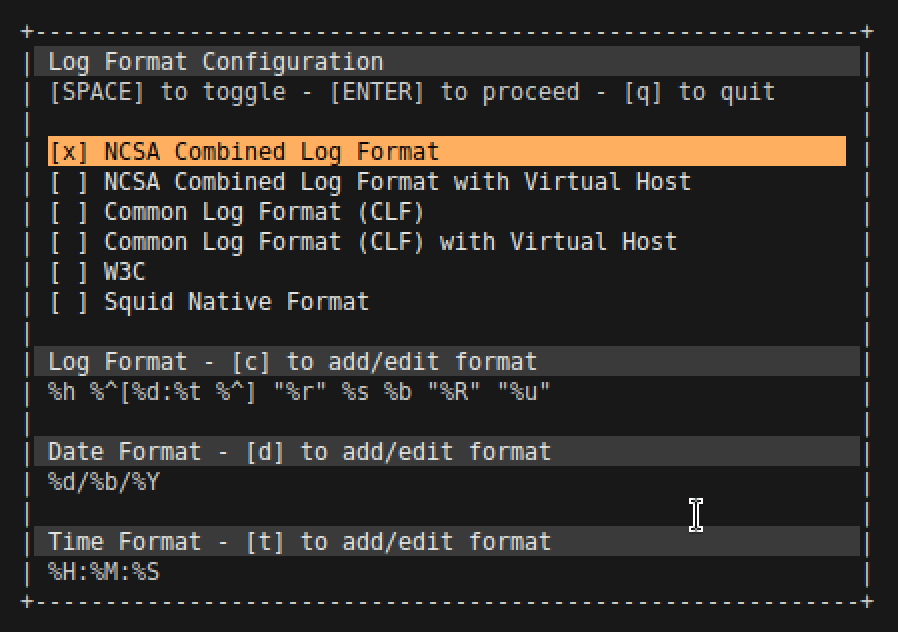 +-----------------------------------------------------------+
| Log Format Configuration |
| [SPACE] to toggle - [ENTER] to proceed - [q] to quit |
| |
| [x] NCSA Combined Log Format |
| [ ] NCSA Combined Log Format with Virtual Host |
| [ ] Common Log Format (CLF) |
| [ ] Common Log Format (CLF) with Virtual Host |
| [ ] W3C |
| [ ] Squid Native Format |
| |
| Log Format - [c] to add/edit format |
| %h %^[%d:%t %^] "%r" %s %b "%R" "%u" |
| |
| Date Format - [d] to add/edit format |
| %d/%b/%Y |
| |
| Time Format - [t] to add/edit format |
| %H:%M:%S |
+-----------------------------------------------------------+